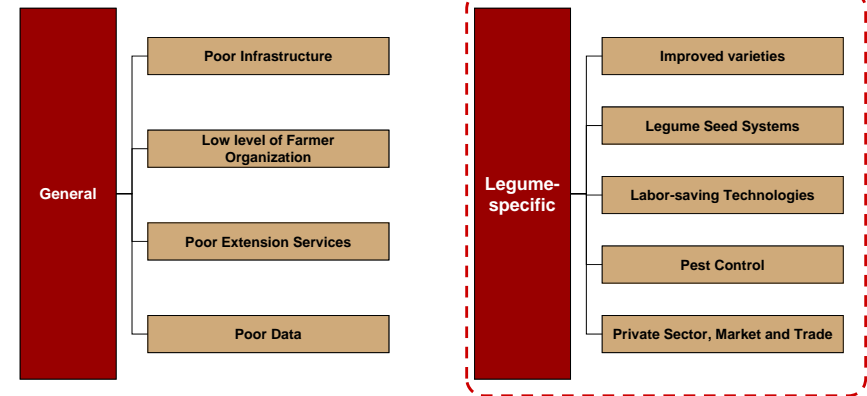 General
Poor Infrastructure
Low level of Farmer
Organization
Poor Extension Services
Poor Data
Legume-
specific
Improved varieties
Legume Seed Systems
Labor-saving Technologies
Pest Control
Private Sector, Market and Trade